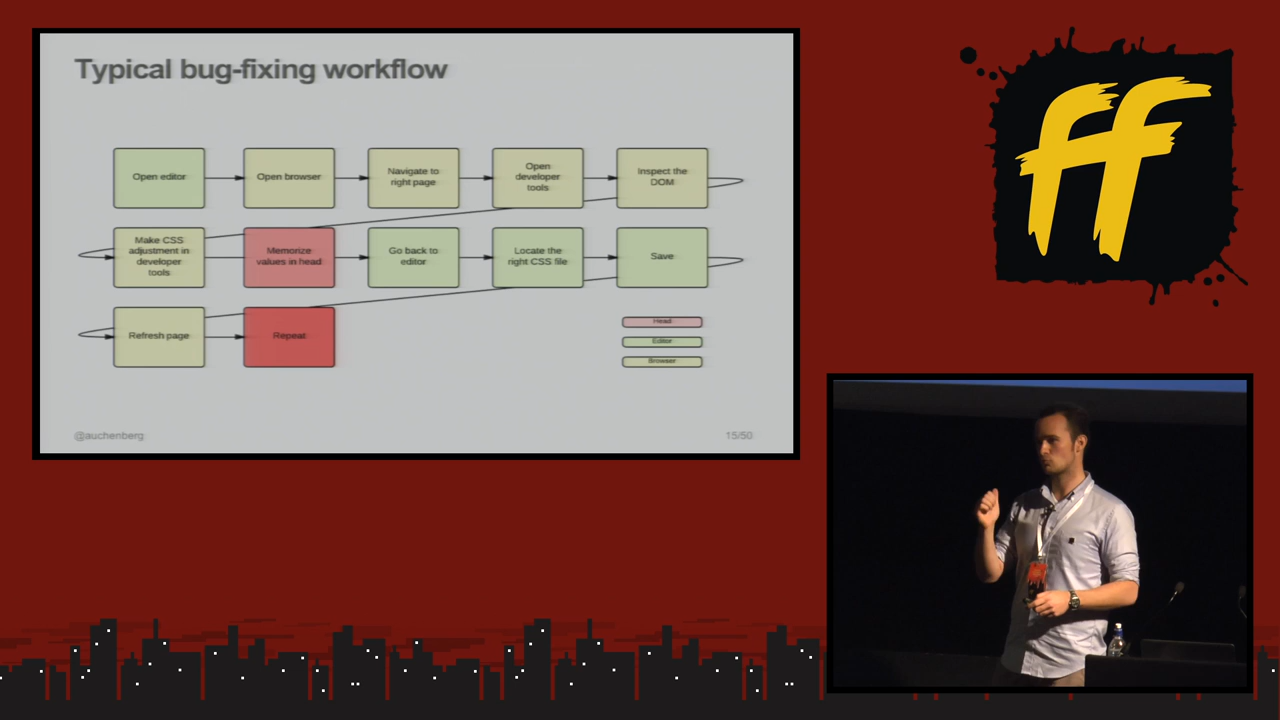 Typical bug-fixing workflow
Open editor
Open browser
Navigate to
right page
Open
developer
tools
Inspect the
DOM
Make CSS
adjustment in
developer
tools
Memorize
values in head
Go back to
editor
Locate the
right CSS file
Save
Refresh page
Repeat
Head
Editor
Browser
@auchenberg
15/50
ff